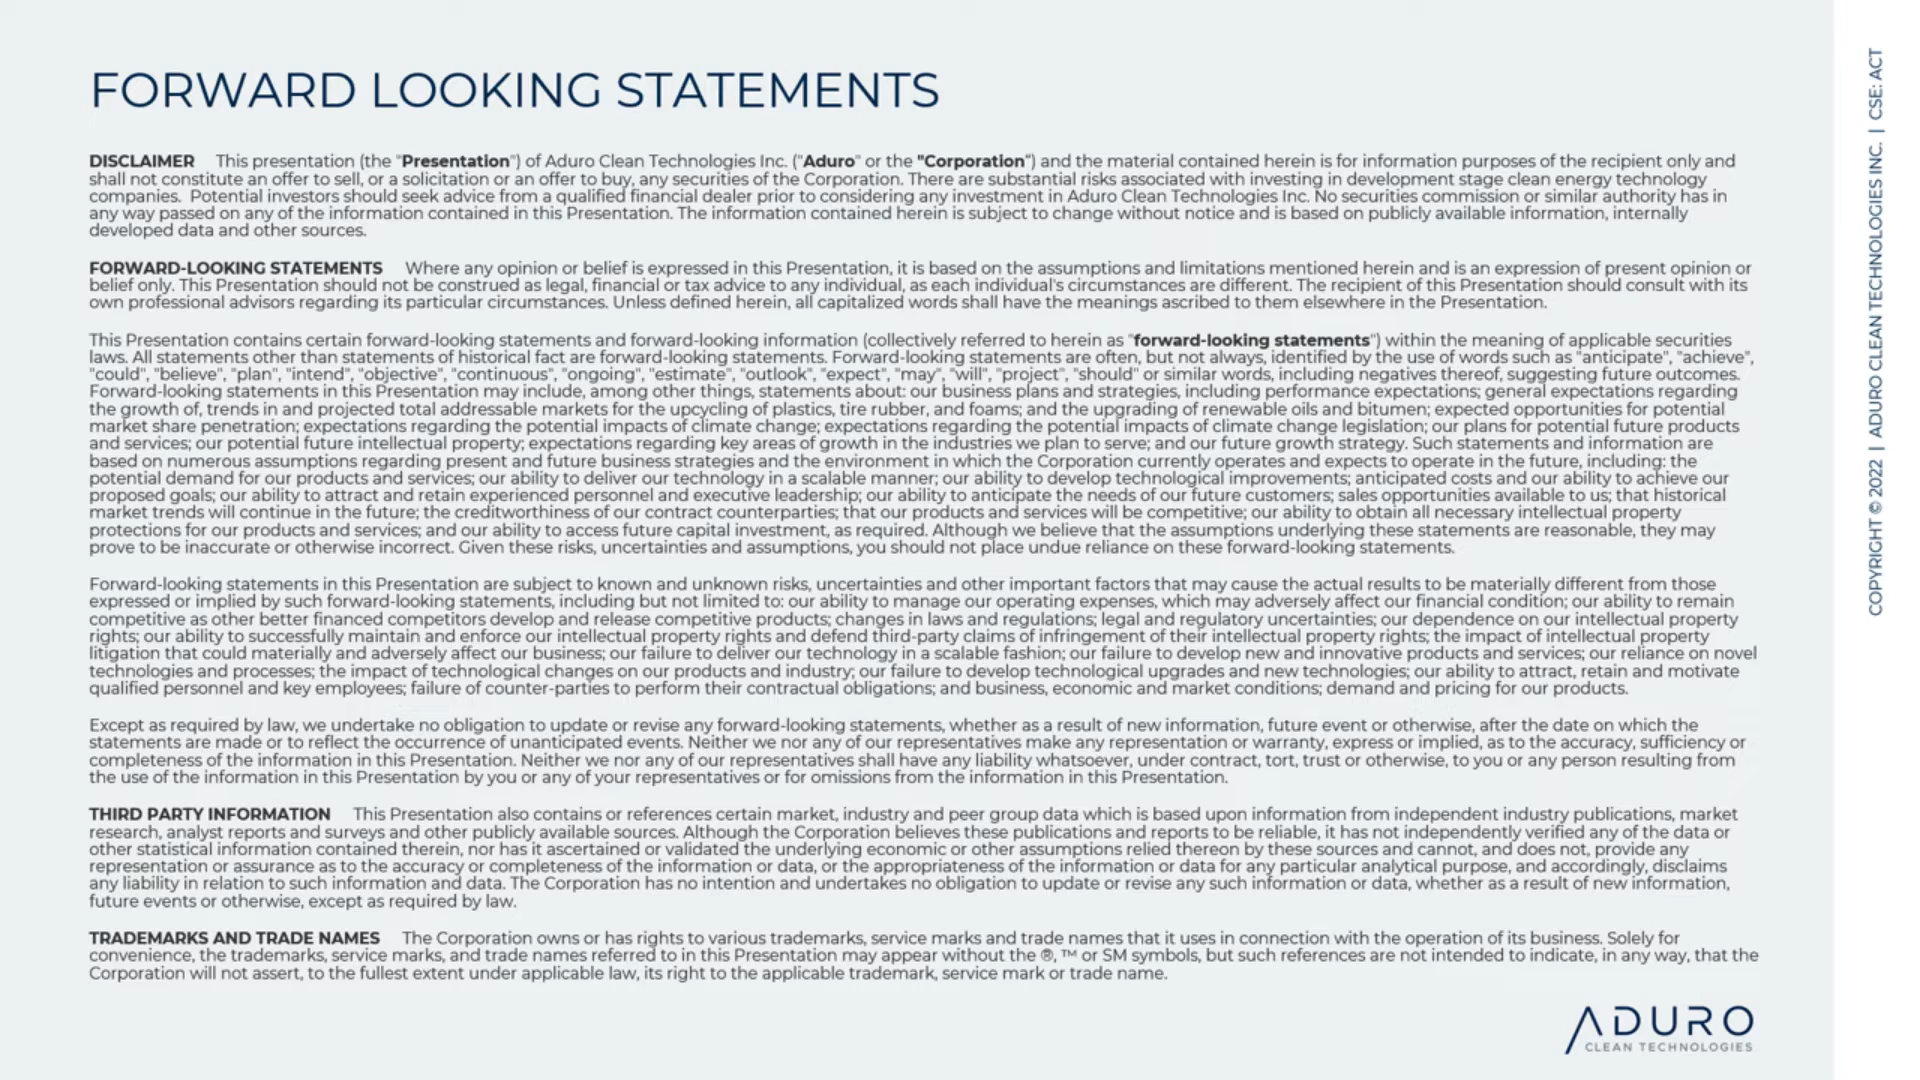 FORWARD LOOKING STATEMENTS
DISCLAIMER This presentation (the "Presentation") of Aduro Clean Technologies Inc. ("Aduro" or the "Corporation") and the material contained herein is for information purposes of the recipient only and
shall not constitute an offer to sell, or a solicitation or an offer to buy, any securities of the Corporation. There are substantial risks associated with investing in development stage clean energy technology
companies. Potential investors should seek advice from a qualified financial dealer prior to considering any investment in Aduro Clean Technologies Inc. No securities commission or similar authority has in
any way passed on any of the information contained in this Presentation. The information contained herein is subject to change without notice and is based on publicly available information, internally
developed data and other sources.
FORWARD-LOOKING STATEMENTS Where any opinion or belief is expressed in this Presentation, it is based on the assumptions and limitations mentioned herein and is an expression of present opinion or
belief only. This Presentation should not be construed as legal, financial or tax advice to any individual, as each individual's circumstances are different. The recipient of this Presentation should consult with its
own professional advisors regarding its particular circumstances. Unless defined herein, all capitalized words shall have the meanings ascribed to them elsewhere in the Presentation.
This Presentation contains certain forward-looking statements and forward-looking information (collectively referred to herein as "forward-looking statements") within the meaning of applicable securities
laws. All statements other than statements of historical fact are forward-looking statements. Forward-looking statements are often, but not always, identified by the use of words such as "anticipate", "achieve",
"could", "believe", "plan", "intend", "objective", "continuous", "ongoing", "estimate", "outlook", "expect", "may", "will", "project", "should" or similar words, including negatives thereof, suggesting future outcomes.
Forward-looking statements in this Presentation may include, among other things, statements about: our business plans and strategies, including performance expectations; general expectations regarding
the growth of, trends in and projected total addressable markets for the upcycling of plastics, tire rubber, and foams; and the upgrading of renewable oils and bitumen; expected opportunities for potential
market share penetration; expectations regarding the potential impacts of climate change; expectations regarding the potential impacts of climate change legislation; our plans for potential future products
and services; our potential future intellectual property; expectations regarding key areas of growth in the industries we plan to serve; and our future growth strategy. Such statements and information are
based on numerous assumptions regarding present and future business strategies and the environment in which the Corporation currently operates and expects to operate in the future, including: the
potential demand for our products and services; our ability to deliver our technology in a scalable manner; our ability to develop technological improvements; anticipated costs and our ability to achieve our
proposed goals; our ability to attract and retain experienced personnel and executive leadership; our ability to anticipate the needs of our future customers; sales opportunities available to us; that historical
market trends will continue in the future; the creditworthiness of our contract counterparties; that our products and services will be competitive; our ability to obtain all necessary intellectual property
protections for our products and services; and our ability to access future capital investment, as required. Although we believe that the assumptions underlying these statements are reasonable, they may
prove to be inaccurate or otherwise incorrect. Given these risks, uncertainties and assumptions, you should not place undue reliance on these forward-looking statements.
Forward-looking statements in this Presentation are subject to known and unknown risks, uncertainties and other important factors that may cause the actual results to be materially different from those
expressed or implied by such forward-looking statements, including but not limited to: our ability to manage our operating expenses, which may adversely affect our financial condition; our ability to remain
competitive as other better financed competitors develop and release competitive products; changes in laws and regulations; legal and regulatory uncertainties; our dependence on our intellectual property
rights; our ability to successfully maintain and enforce our intellectual property rights and defend third-party claims of infringement of their intellectual property rights; the impact of intellectual property
litigation that could materially and adversely affect our business; our failure to deliver our technology in a scalable fashion; our failure to develop new and innovative products and services; our reliance on novel
technologies and processes; the impact of technological changes on our products and industry; our failure to develop technological upgrades and new technologies; our ability to attract, retain and motivate
qualified personnel and key employees; failure of counter-parties to perform their contractual obligations; and business, economic and market conditions; demand and pricing for our products.
Except as required by law, we undertake no obligation to update or revise any forward-looking statements, whether as a result of new information, future event or otherwise, after the date on which the
statements are made or to reflect the occurrence of unanticipated events. Neither we nor any of our representatives make any representation or warranty, express or implied, as to the accuracy, sufficiency or
completeness of the information in this Presentation. Neither we nor any of our representatives shall have any liability whatsoever, under contract, tort, trust or otherwise, to you or any person resulting from
the use of the information in this Presentation by you or any of your representatives or for omissions from the information in this Presentation.
THIRD PARTY INFORMATION This Presentation also contains or references certain market, industry and peer group data which is based upon information from independent industry publications, market
research, analyst reports and surveys and other publicly available sources. Although the Corporation believes these publications and reports to be reliable, it has not independently verified any of the data or
other statistical information contained therein, nor has it ascertained or validated the underlying economic or other assumptions relied thereon by these sources and cannot, and does not, provide any
representation or assurance as to the accuracy or completeness of the information or data, or the appropriateness of the information or data for any particular analytical purpose, and accordingly, disclaims
any liability in relation to such information and data. The Corporation has no intention and undertakes no obligation to update or revise any such information or data, whether as a result of new information,
future events or otherwise, except as required by law.
TRADEMARKS AND TRADE NAMES The Corporation owns or has rights to various trademarks, service marks and trade names that it uses in connection with the operation of its business. Solely for
convenience, the trademarks, service marks, and trade names referred to in this Presentation may appear without the ®, ™ or SM symbols, but such references are not intended to indicate, in any way, that the
Corporation will not assert, to the fullest extent under applicable law, its right to the applicable trademark, service mark or trade name.
ADURO
CLEAN TECHNOLOGIES
COPYRIGHT © 2022 | ADURO CLEAN TECHNOLOGIES INC. | CSE: ACT